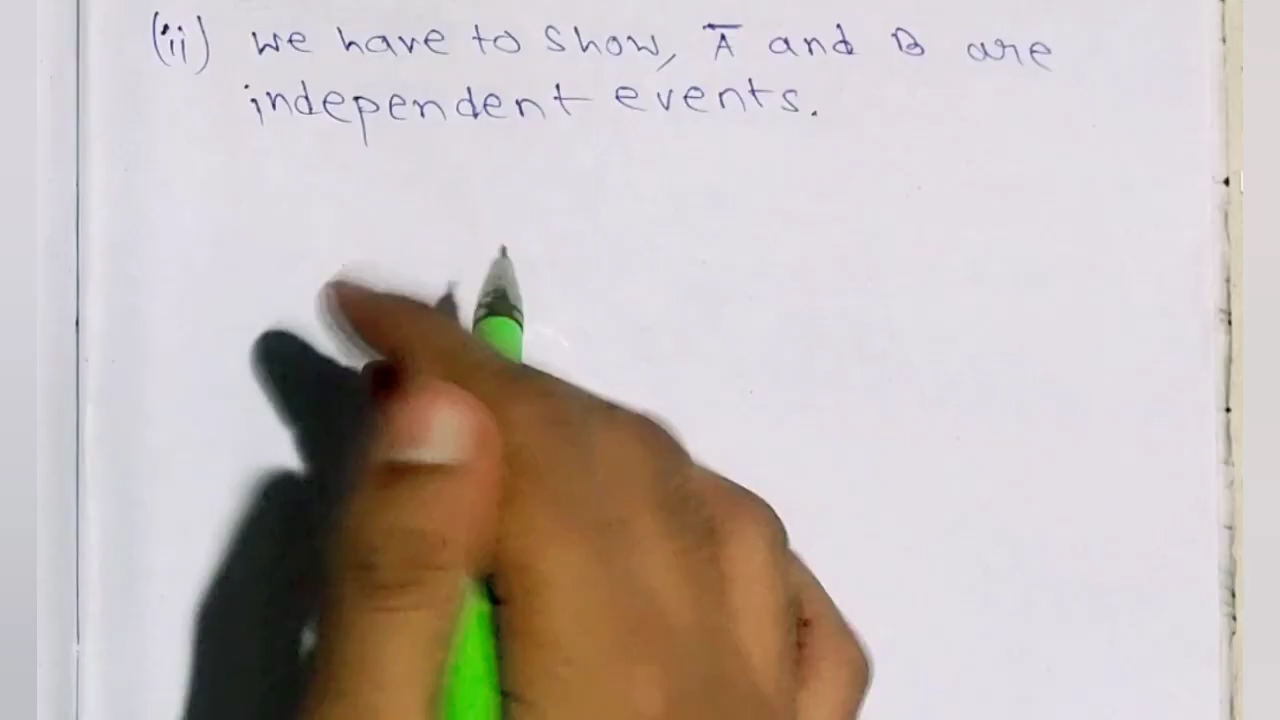 (ii) we have to show, A̅ and B are
independent events.